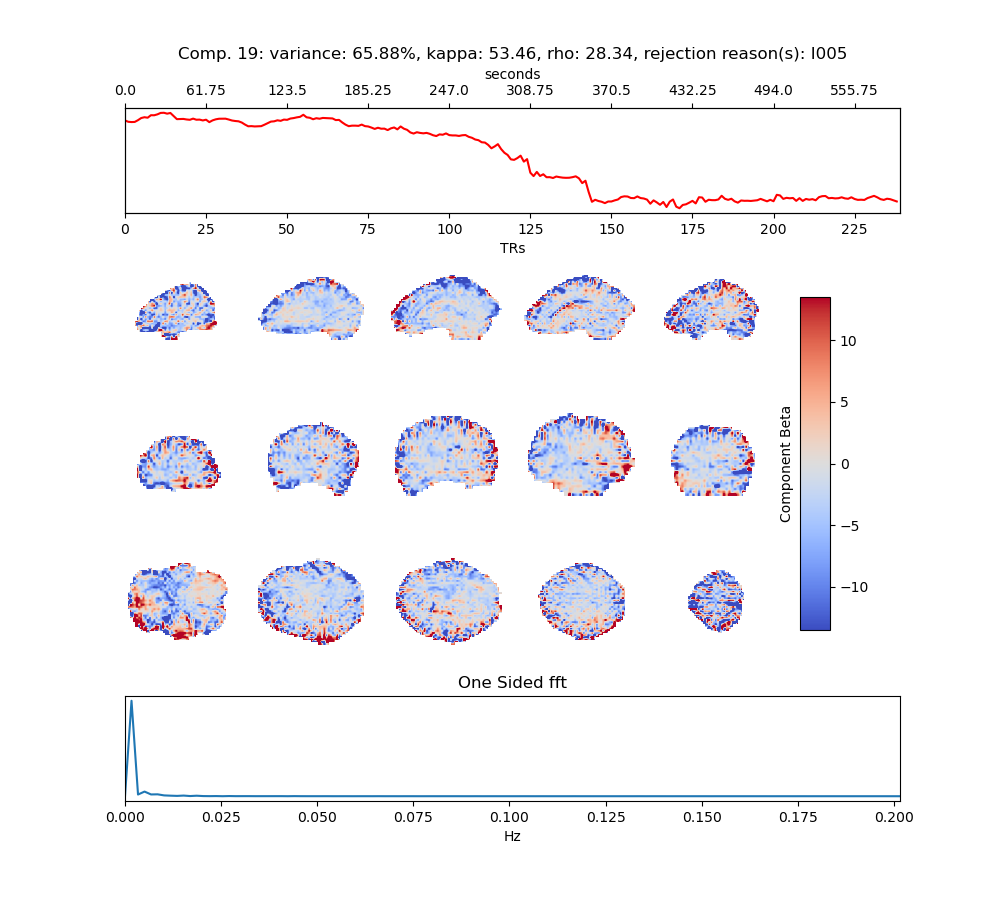 Comp. 19: variance: 65.88%, kappa: 53.46, rho: 28.34, rejection reason(s): I005
seconds
0.0 61.75 123.5 185.25 247.0 308.75 370.5 432.25 494.0 555.75
0 25 50 75 100 125 150 175 200 225
TRs
10
5
0
−5
−10
Component Beta
One Sided fft
0.000 0.025 0.050 0.075 0.100 0.125 0.150 0.175 0.200
Hz